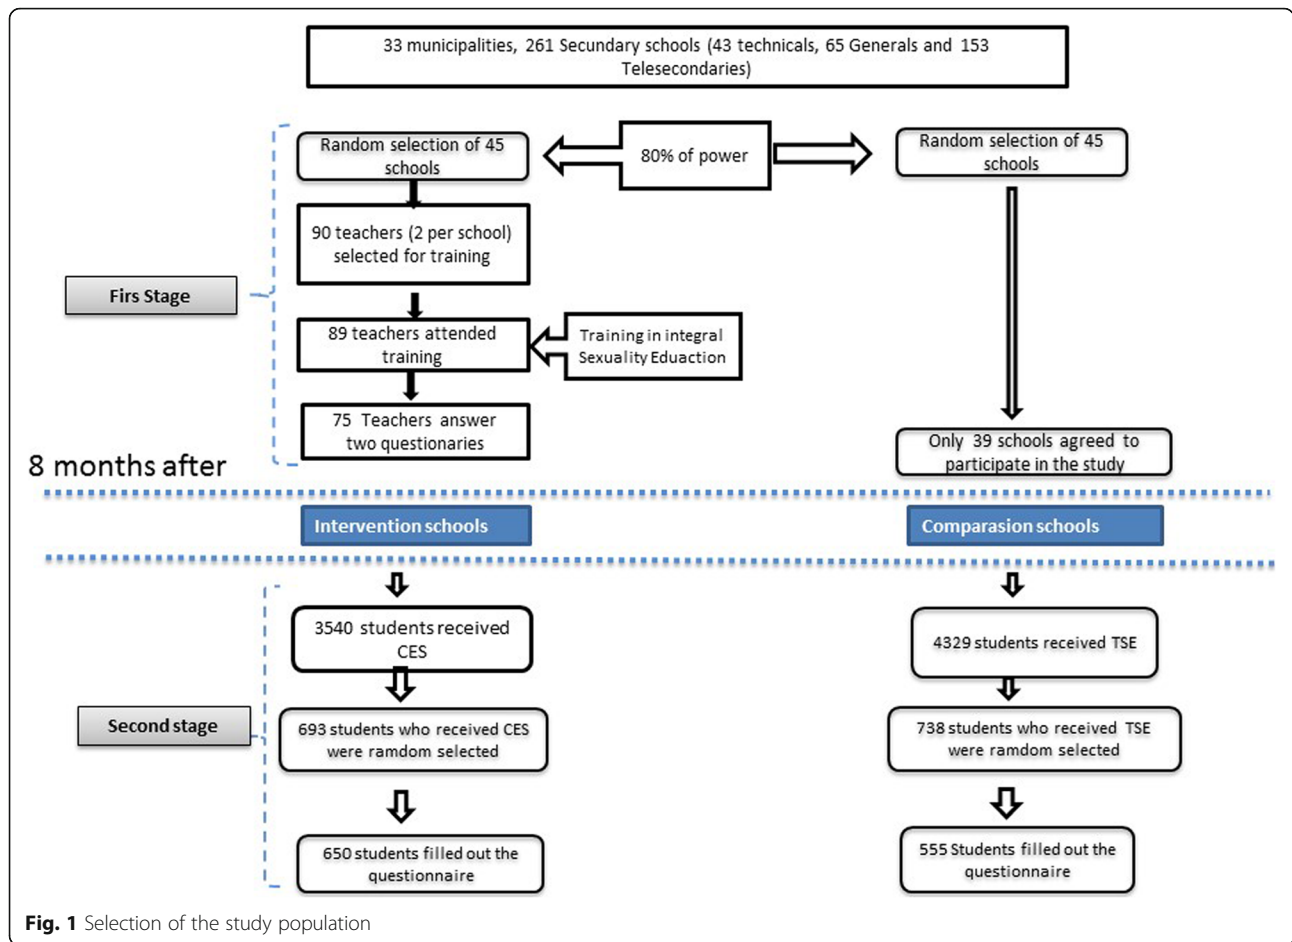 33 municipalities, 261 Secundary schools (43 technicals, 65 Generals and 153
Telesecondaries)
Random selection of 45
schools
80% of power
Random selection of 45
schools
90 teachers (2 per school)
selected for training
Firs Stage
89 teachers attended
training
Training in integral
Sexuality Eduaction
75 Teachers answer
two questionaries
Only 39 schools agreed to
participate in the study
8 months after
Intervention schools
Comparasion schools
3540 students received
CES
4329 students received TSE
Second stage
693 students who received CES
were ramdom selected
738 students who received TSE
were ramdom selected
650 students filled out the
questionnaire
555 Students filled out the
questionnaire
Fig. 1 Selection of the study population